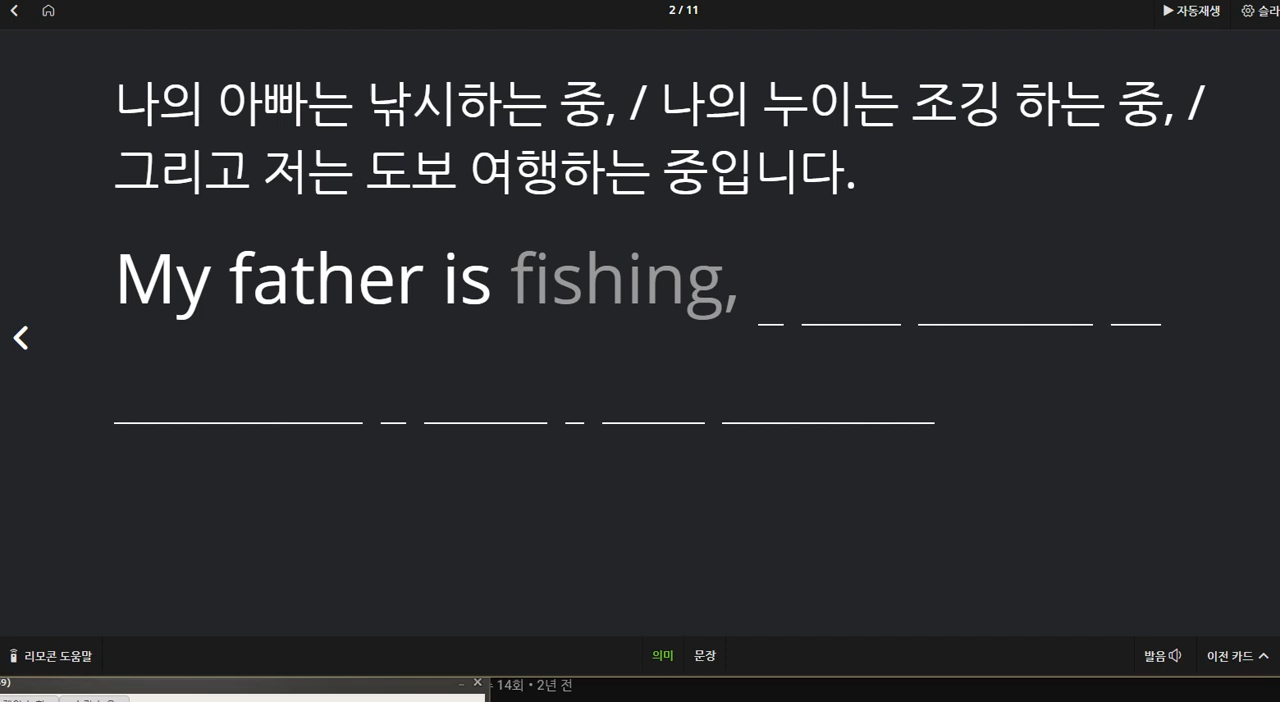 2 / 11
자동재생
슬라
나의 아빠는 낚시하는 중, / 나의 누이는 조깅 하는 중, /
그리고 저는 도보 여행하는 중입니다.
My father is fishing,
리모콘 도움말
의미
문장
발음
이전 카드
9)
14회 • 2년 전